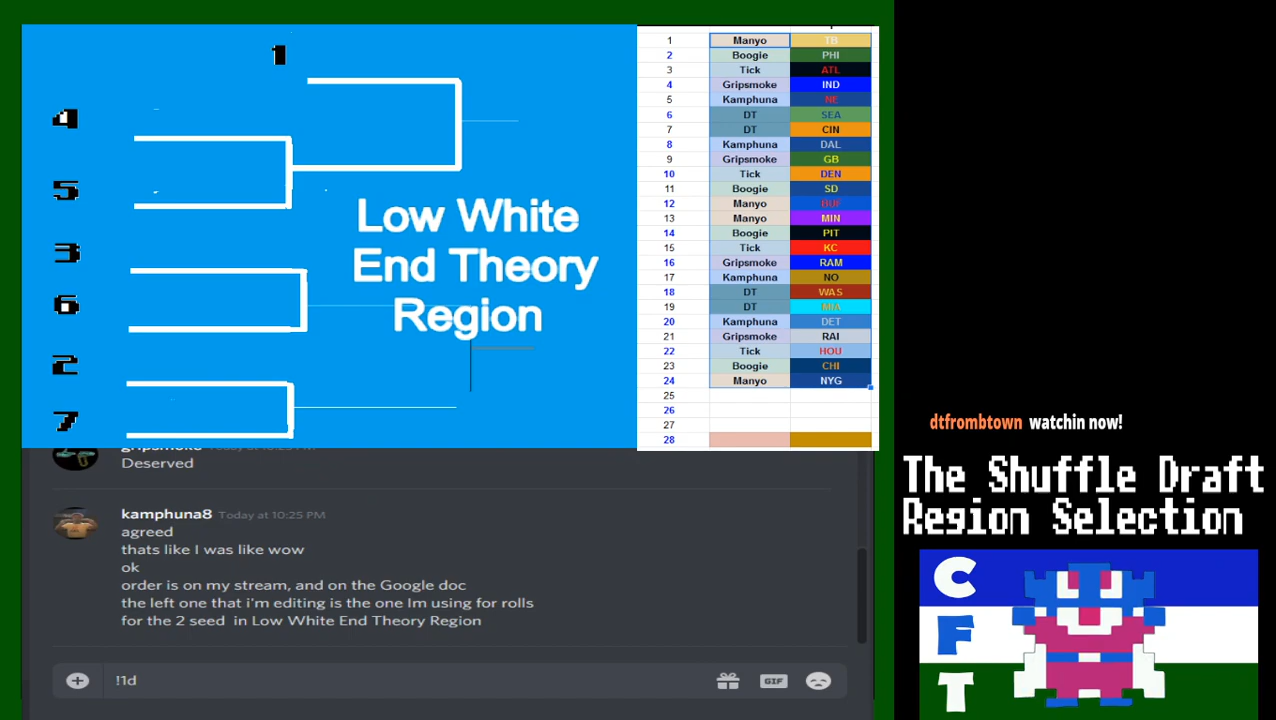 1
4
5
3
6
2
7
Low White
End Theory
Region
1 Manyo TB
2 Boogie PHI
3 Tick ATL
4 Gripsmoke IND
5 Kamphuna NE
6 DT SEA
7 DT CIN
8 Kamphuna DAL
9 Gripsmoke GB
10 Tick DEN
11 Boogie SD
12 Manyo BUF
13 Manyo MIN
14 Boogie PIT
15 Tick KC
16 Gripsmoke RAM
17 Kamphuna NO
18 DT WAS
19 DT MIA
20 Kamphuna DET
21 Gripsmoke RAI
22 Tick HOU
23 Boogie CHI
24 Manyo NYG
25
26
27
28
gripsmoke Today at 10:25 PM
Deserved
kamphuna8 Today at 10:25 PM
agreed
thats like I was like wow
ok
order is on my stream, and on the Google doc
the left one that i'm editing is the one Im using for rolls
for the 2 seed in Low White End Theory Region
!1d
GIF
dtfrombtown watchin now!
The Shuffle Draft
Region Selection
C
F
T